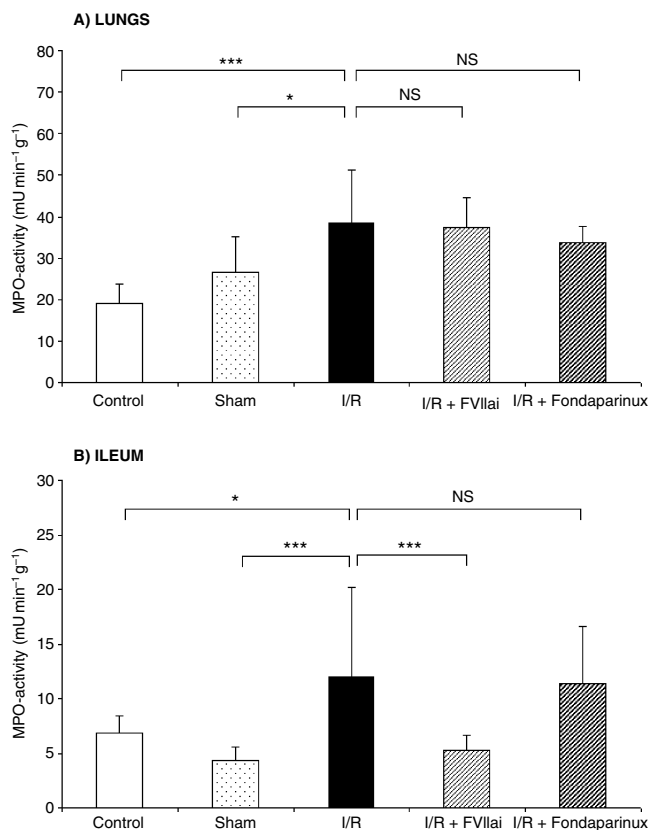 A) LUNGS
80
70
60
50
40
30
20
10
0
MPO-activity (mU min⁻¹ g⁻¹)
***
NS
*
NS
Control
Sham
I/R
I/R + FVIIai
I/R + Fondaparinux
B) ILEUM
30
25
20
15
10
5
0
MPO-activity (mU min⁻¹ g⁻¹)
*
NS
***
***
Control
Sham
I/R
I/R + FVIIai
I/R + Fondaparinux